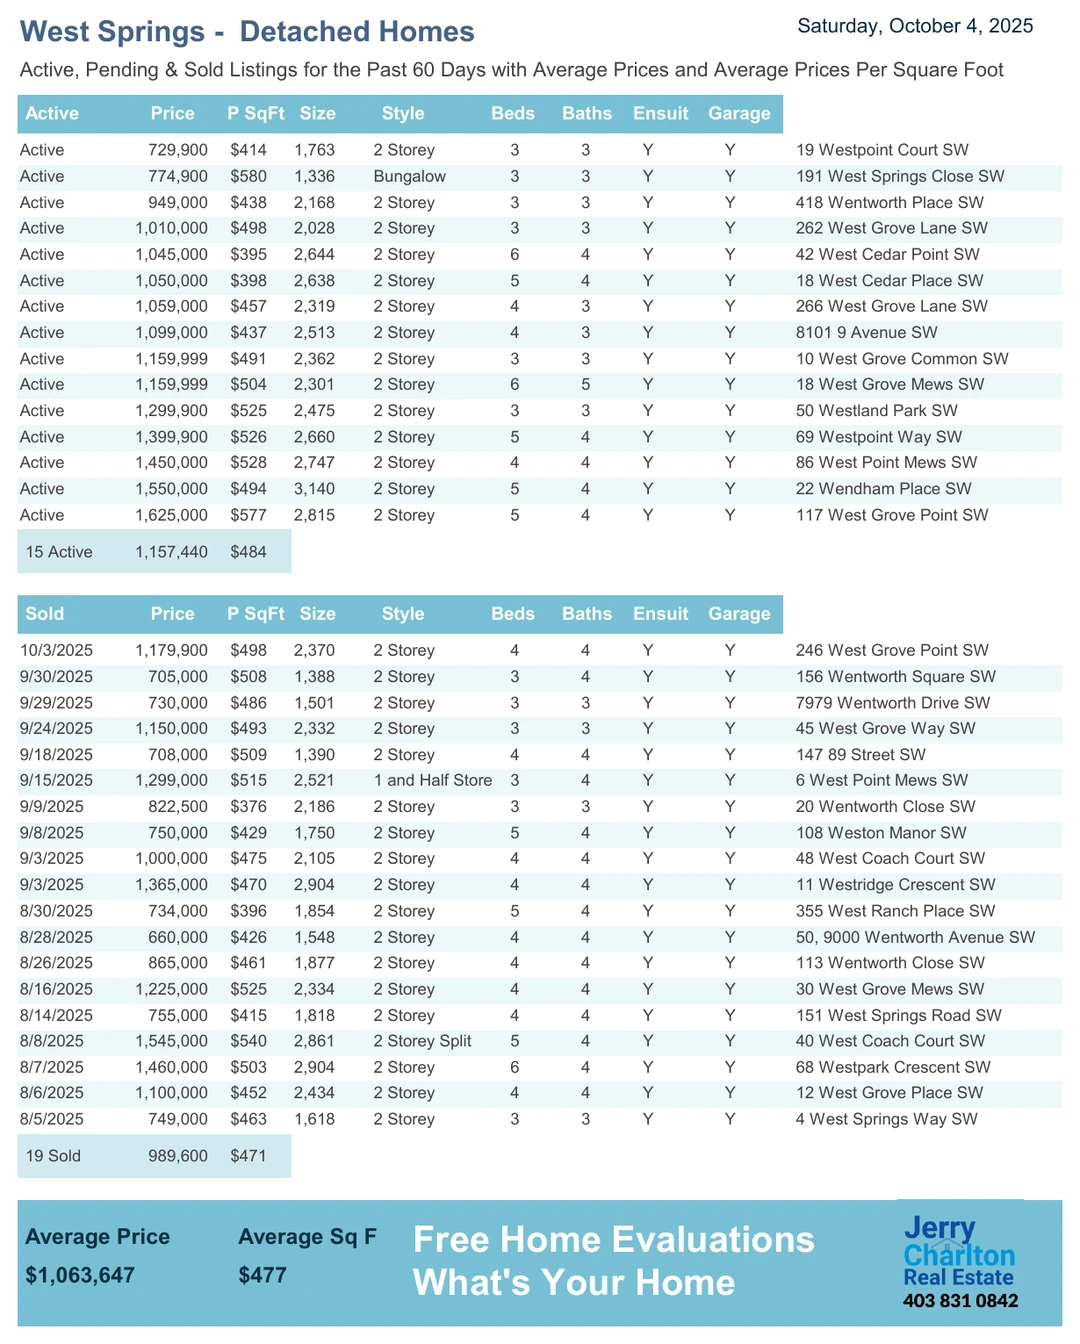 West Springs -  Detached Homes
Saturday, October 4, 2025
Active, Pending & Sold Listings for the Past 60 Days with Average Prices and Average Prices Per Square Foot
Active Price P SqFt Size Style Beds Baths Ensuit Garage
Active 729,900 $414 1,763 2 Storey 3 3 Y Y 19 Westpoint Court SW
Active 774,900 $580 1,336 Bungalow 3 3 Y Y 191 West Springs Close SW
Active 949,000 $438 2,168 2 Storey 3 3 Y Y 418 Wentworth Place SW
Active 1,010,000 $498 2,028 2 Storey 3 3 Y Y 262 West Grove Lane SW
Active 1,045,000 $395 2,644 2 Storey 6 4 Y Y 42 West Cedar Point SW
Active 1,050,000 $398 2,638 2 Storey 5 4 Y Y 18 West Cedar Place SW
Active 1,059,000 $457 2,319 2 Storey 4 3 Y Y 266 West Grove Lane SW
Active 1,099,000 $437 2,513 2 Storey 4 3 Y Y 8101 9 Avenue SW
Active 1,159,999 $491 2,362 2 Storey 3 3 Y Y 10 West Grove Common SW
Active 1,159,999 $504 2,301 2 Storey 6 5 Y Y 18 West Grove Mews SW
Active 1,299,900 $525 2,475 2 Storey 3 3 Y Y 50 Westland Park SW
Active 1,399,900 $526 2,660 2 Storey 5 4 Y Y 69 Westpoint Way SW
Active 1,450,000 $528 2,747 2 Storey 4 4 Y Y 86 West Point Mews SW
Active 1,550,000 $494 3,140 2 Storey 5 4 Y Y 22 Wendham Place SW
Active 1,625,000 $577 2,815 2 Storey 5 4 Y Y 117 West Grove Point SW
15 Active 1,157,440 $484
Sold Price P SqFt Size Style Beds Baths Ensuit Garage
10/3/2025 1,179,900 $498 2,370 2 Storey 4 4 Y Y 246 West Grove Point SW
9/30/2025 705,000 $508 1,388 2 Storey 3 4 Y Y 156 Wentworth Square SW
9/29/2025 730,000 $486 1,501 2 Storey 3 3 Y Y 7979 Wentworth Drive SW
9/24/2025 1,150,000 $493 2,332 2 Storey 3 3 Y Y 45 West Grove Way SW
9/18/2025 708,000 $509 1,390 2 Storey 4 4 Y Y 147 89 Street SW
9/15/2025 1,299,000 $515 2,521 1 and Half Store 3 4 Y Y 6 West Point Mews SW
9/9/2025 822,500 $376 2,186 2 Storey 3 3 Y Y 20 Wentworth Close SW
9/8/2025 750,000 $429 1,750 2 Storey 5 4 Y Y 108 Weston Manor SW
9/3/2025 1,000,000 $475 2,105 2 Storey 4 4 Y Y 48 West Coach Court SW
9/3/2025 1,365,000 $470 2,904 2 Storey 4 4 Y Y 11 Westridge Crescent SW
8/30/2025 734,000 $396 1,854 2 Storey 5 4 Y Y 355 West Ranch Place SW
8/28/2025 660,000 $426 1,548 2 Storey 4 4 Y Y 50, 9000 Wentworth Avenue SW
8/26/2025 865,000 $461 1,877 2 Storey 4 4 Y Y 113 Wentworth Close SW
8/16/2025 1,225,000 $525 2,334 2 Storey 4 4 Y Y 30 West Grove Mews SW
8/14/2025 755,000 $415 1,818 2 Storey 4 4 Y Y 151 West Springs Road SW
8/8/2025 1,545,000 $540 2,861 2 Storey Split 5 4 Y Y 40 West Coach Court SW
8/7/2025 1,460,000 $503 2,904 2 Storey 6 4 Y Y 68 Westpark Crescent SW
8/6/2025 1,100,000 $452 2,434 2 Storey 4 4 Y Y 12 West Grove Place SW
8/5/2025 749,000 $463 1,618 2 Storey 3 3 Y Y 4 West Springs Way SW
19 Sold 989,600 $471
Average Price Average Sq F
$1,063,647 $477
Free Home Evaluations
What's Your Home
Jerry
Charlton
Real Estate
403 831 0842